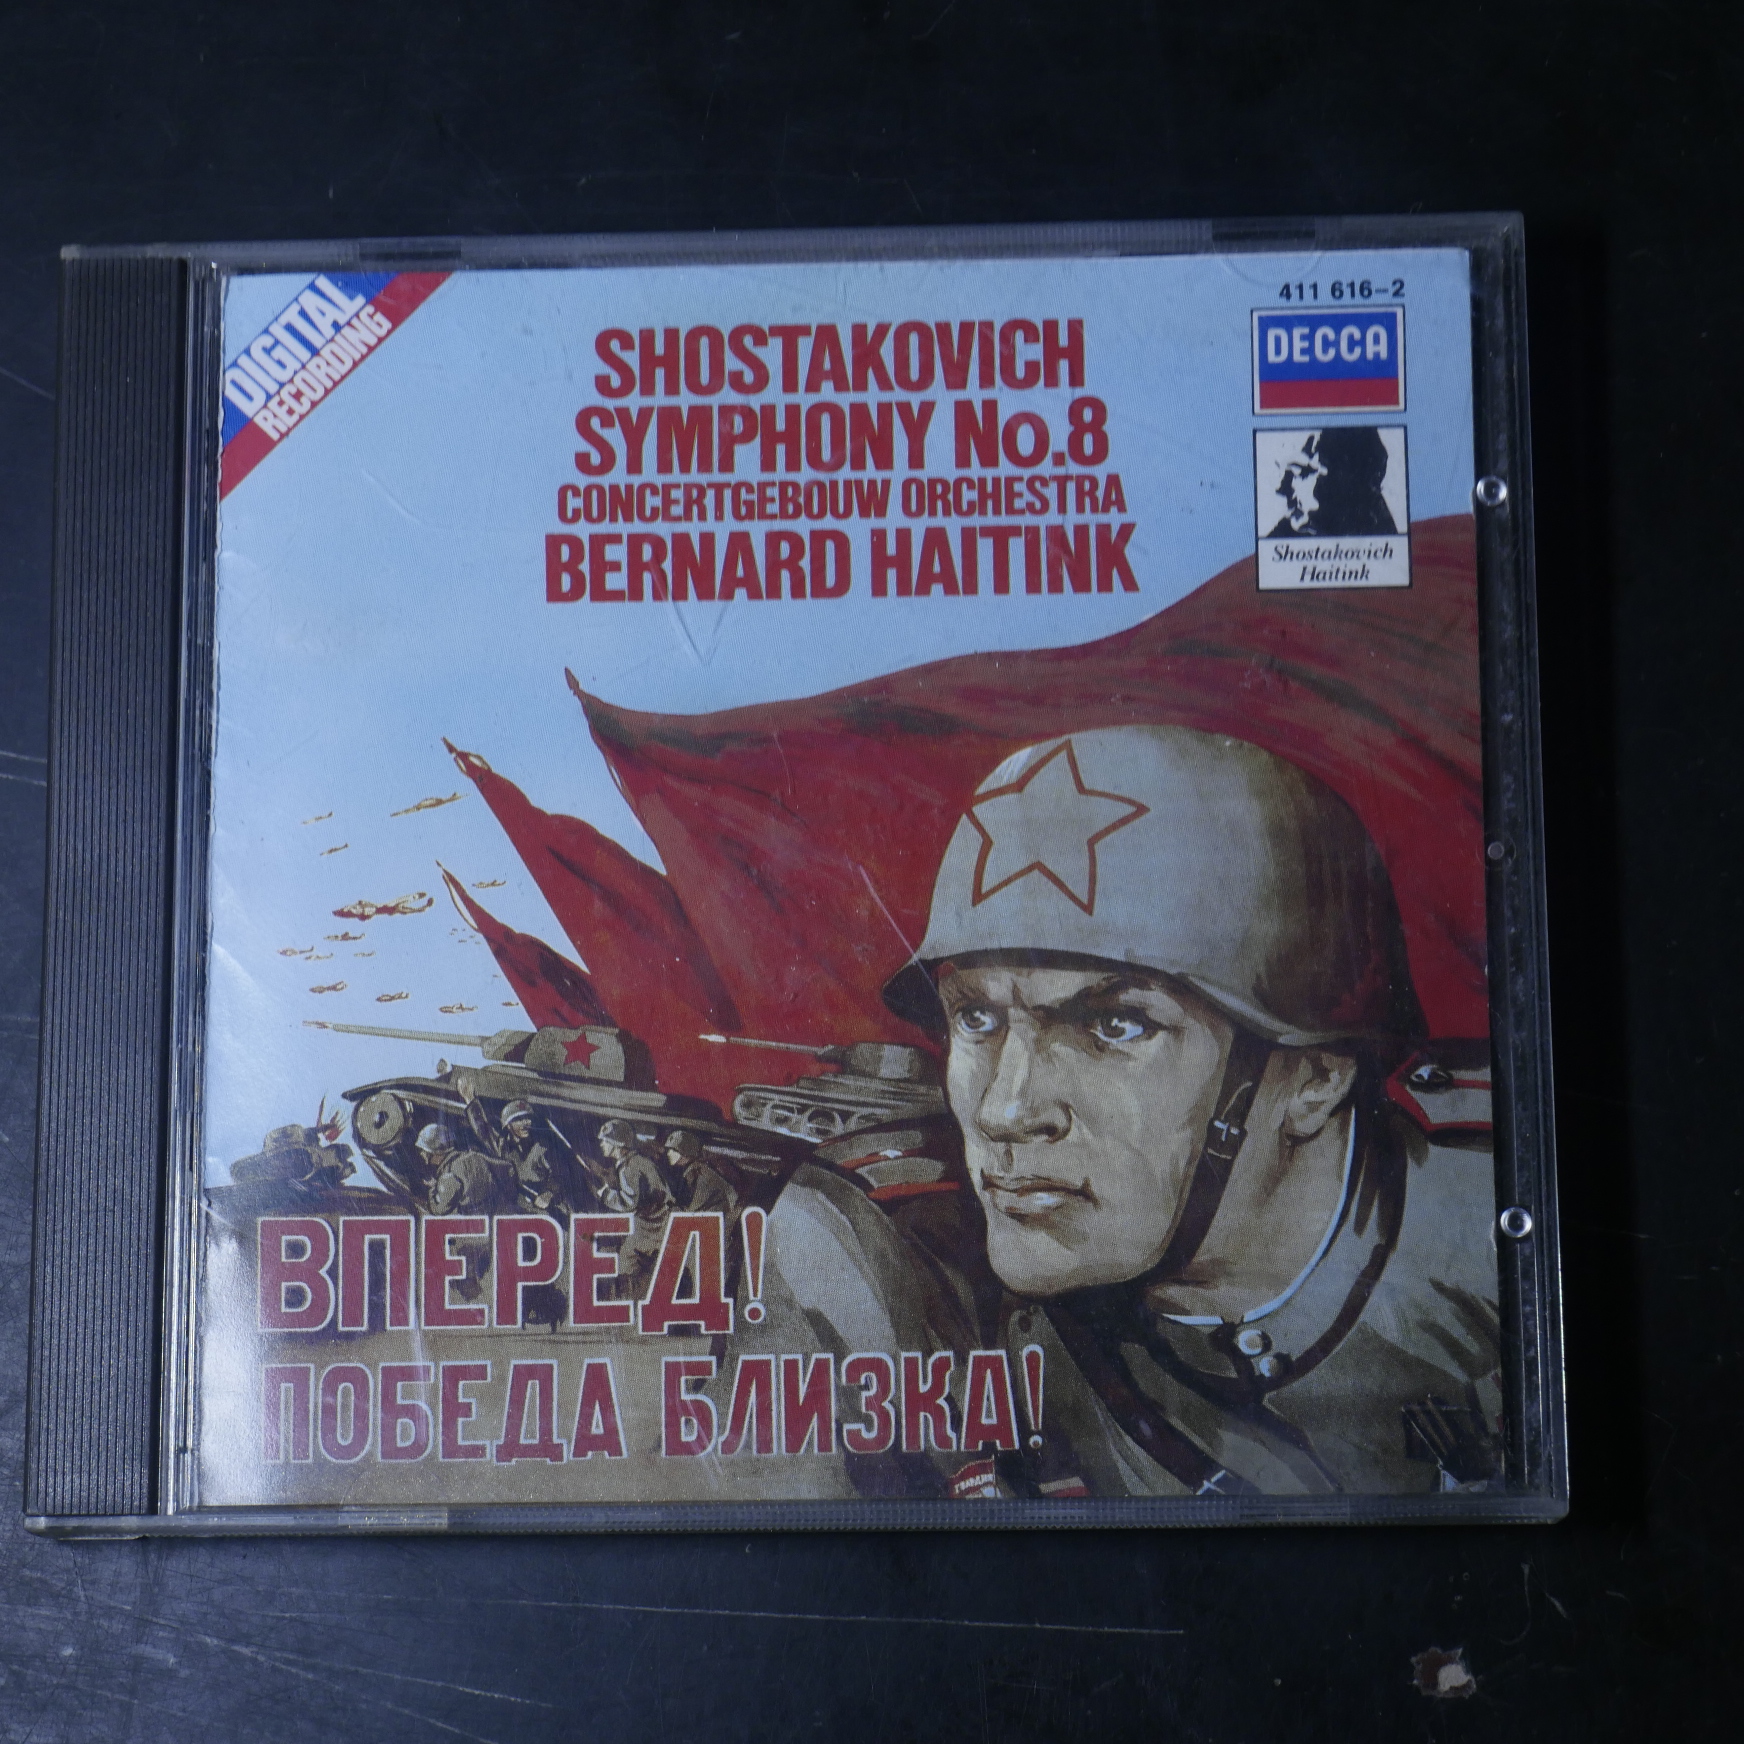 DIGITAL
RECORDING
411 616-2
DECCA
SHOSTAKOVICH
SYMPHONY No.8
CONCERTGEBOUW ORCHESTRA
BERNARD HAITINK
Shostakovich
Haitink
ВПЕРЕД!
ПОБЕДА БЛИЗКА!
ГВАРДИЯ